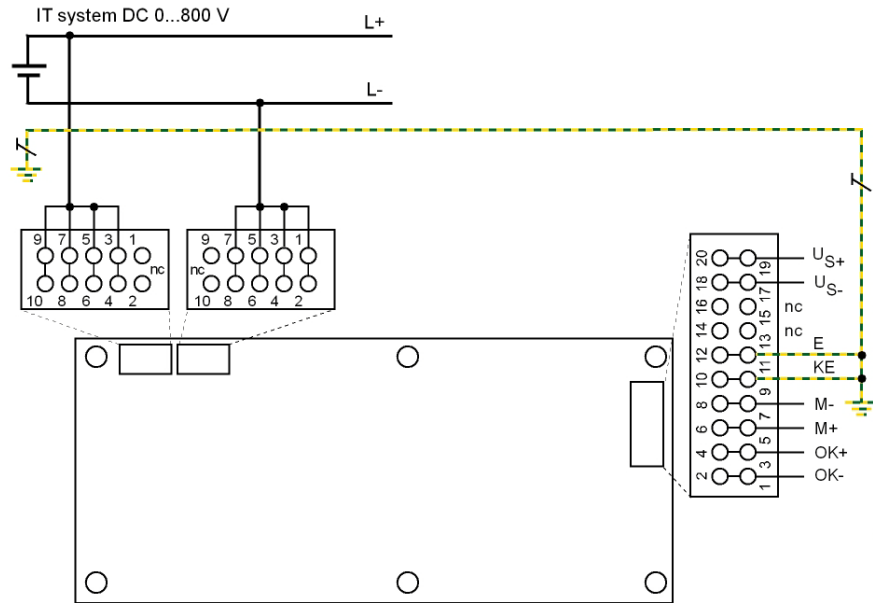 IT system DC 0...800 V
L+
L-
9 7 5 3 1
nc
10 8 6 4 2
9 7 5 3 1
nc
10 8 6 4 2
20 19 US+
18 17 US-
16 15 nc
14 13 nc
12 11 E
10 9 KE
8 7 M-
6 5 M+
4 3 OK+
2 1 OK-